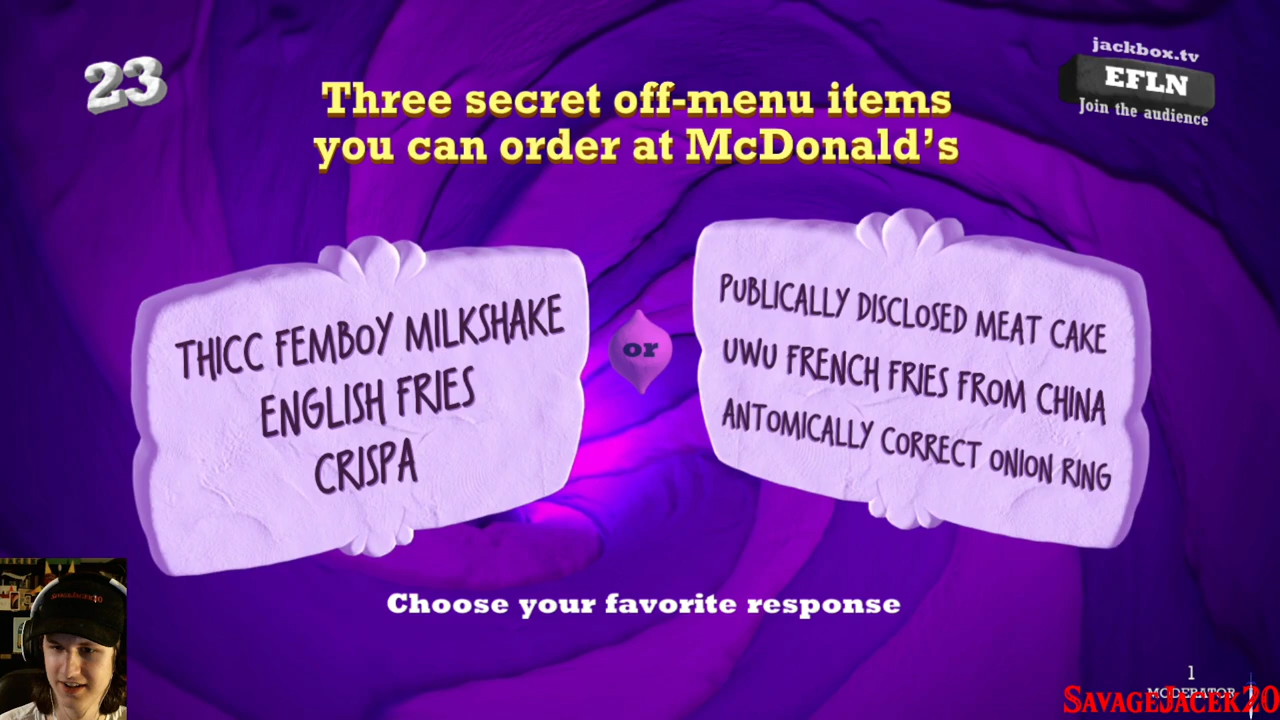 23
jackbox.tv
EFLN
Join the audience
Three secret off-menu items
you can order at McDonald's
THICC FEMBOY MILKSHAKE
ENGLISH FRIES
CRISPA
or
PUBLICALLY DISCLOSED MEAT CAKE
UWU FRENCH FRIES FROM CHINA
ANTOMICALLY CORRECT ONION RING
Choose your favorite response
1
MODERATOR
SAVAGEJACEK20
SAVAGEJACEK20